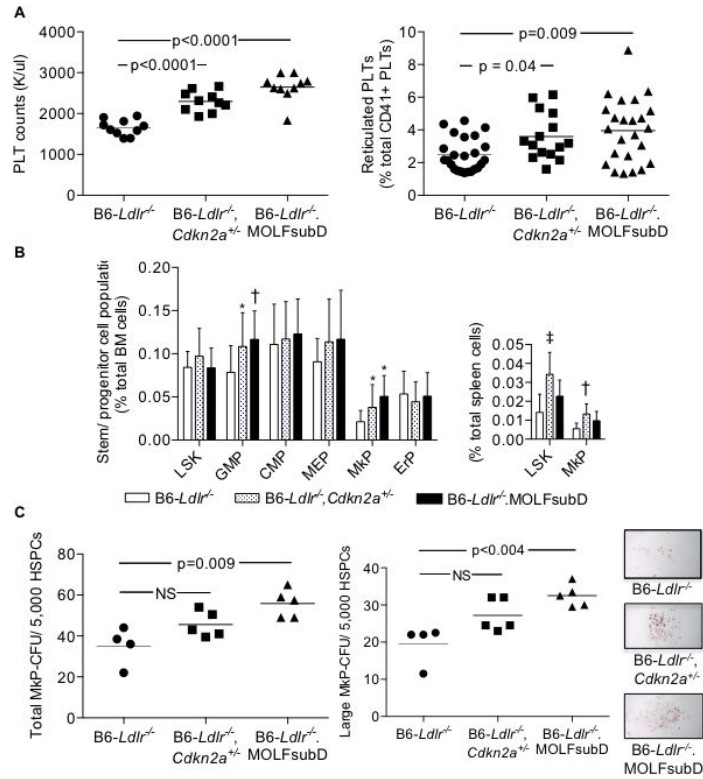 A
PLT counts (K/ul)
4000
3000
2000
1000
0
p<0.0001
p<0.0001
B6-Ldlr-/-
B6-Ldlr-/-,
Cdkn2a+/-
B6-Ldlr-/-.
MOLFsubD
Reticulated PLTs
(% total CD41+ PLTs)
10
8
6
4
2
0
p=0.009
p = 0.04
B6-Ldlr-/-
B6-Ldlr-/-,
Cdkn2a+/-
B6-Ldlr-/-.
MOLFsubD
B
Stem/ progenitor cell populati
(% total BM cells)
0.20
0.15
0.10
0.05
0.00
*
†
*
*
LSK
GMP
CMP
MEP
MkP
ErP
(% total spleen cells)
0.05
0.04
0.03
0.02
0.01
0.00
‡
†
LSK
MkP
B6-Ldlr-/-
B6-Ldlr-/-,Cdkn2a+/-
B6-Ldlr-/-.MOLFsubD
C
Total MkP-CFU/ 5,000 HSPCs
80
60
40
20
0
p=0.009
NS
B6-Ldlr-/-
B6-Ldlr-/-,
Cdkn2a+/-
B6-Ldlr-/-.
MOLFsubD
Large MkP-CFU/ 5,000 HSPCs
40
30
20
10
0
p<0.004
NS
B6-Ldlr-/-
B6-Ldlr-/-,
Cdkn2a+/-
B6-Ldlr-/-.
MOLFsubD
B6-Ldlr-/-
B6-Ldlr-/-,
Cdkn2a+/-
B6-Ldlr-/-.
MOLFsubD